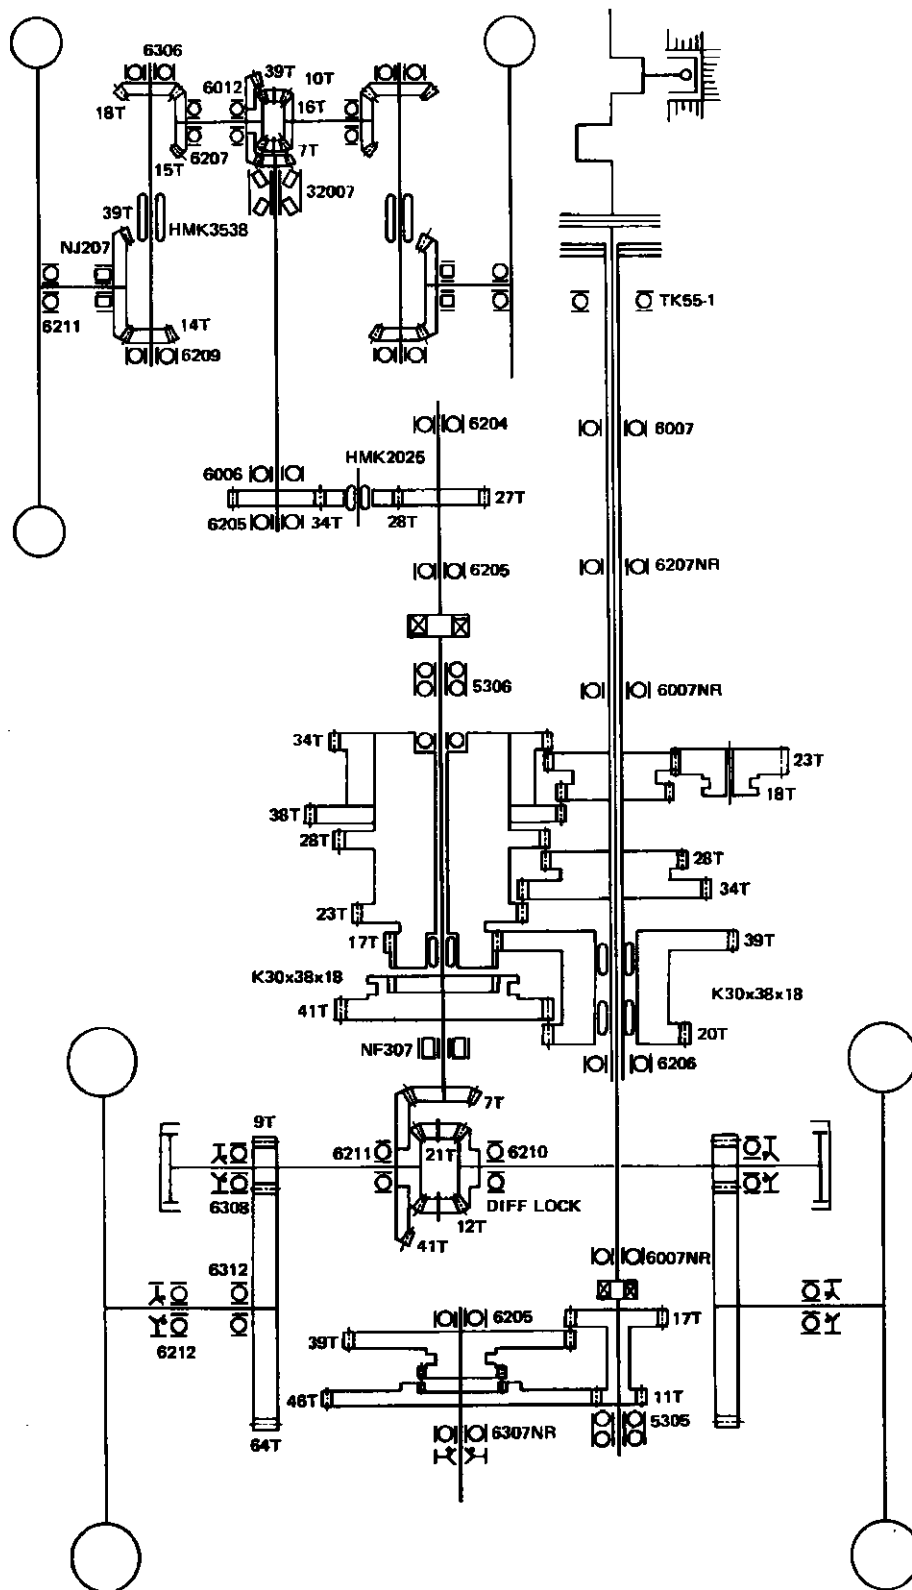 6306
39T
10T
6012
16T
18T
6207
7T
15T
32007
39T
HMK3538
NJ207
TK55-1
6211
14T
6209
6204
6007
HMK2025
6006
27T
6205
34T
28T
6205
6207NR
5306
6007NR
34T
23T
18T
38T
28T
28T
34T
23T
17T
39T
K30x38x18
K30x38x18
41T
20T
NF307
6206
7T
9T
6211
21T
6210
6308
DIFF LOCK
12T
41T
6312
6007NR
6205
17T
6212
39T
46T
11T
6307NR
5305
64T